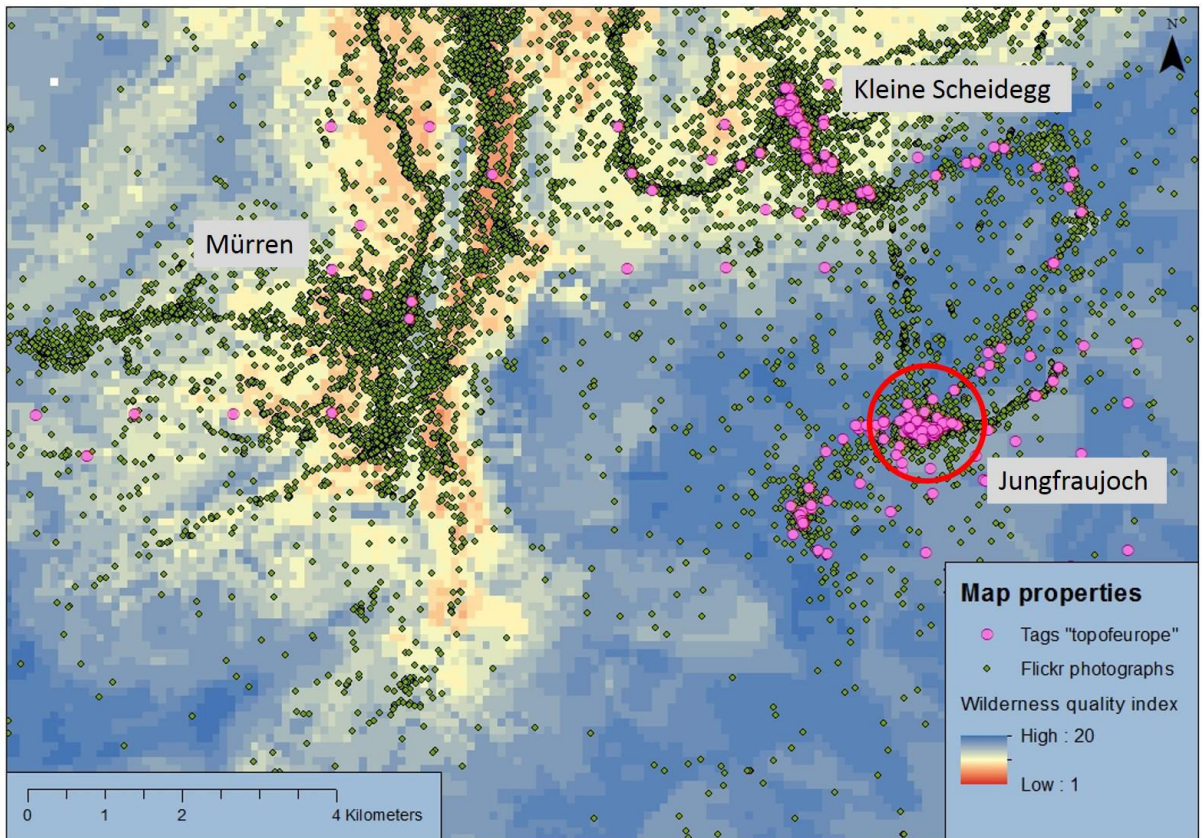 N
Kleine Scheidegg
Mürren
Jungfraujoch
Map properties
Tags "topofeurope"
Flickr photographs
Wilderness quality index
High : 20
Low : 1
0 1 2 4 Kilometers